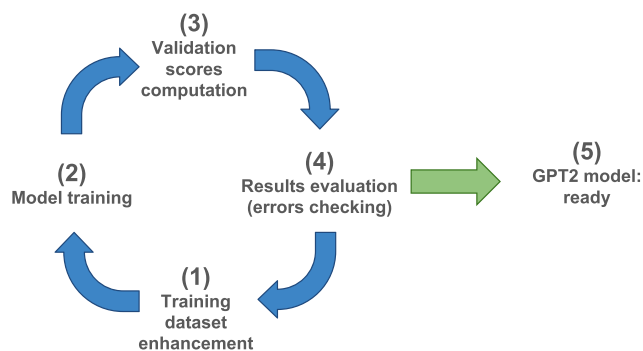 (3)
Validation
scores
computation
(2)
Model training
(4)
Results evaluation
(errors checking)
(5)
GPT2 model:
ready
(1)
Training
dataset
enhancement